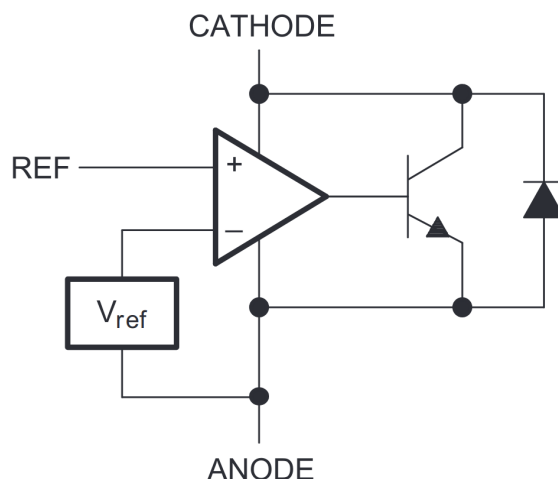 CATHODE
REF
+
–
Vref
ANODE